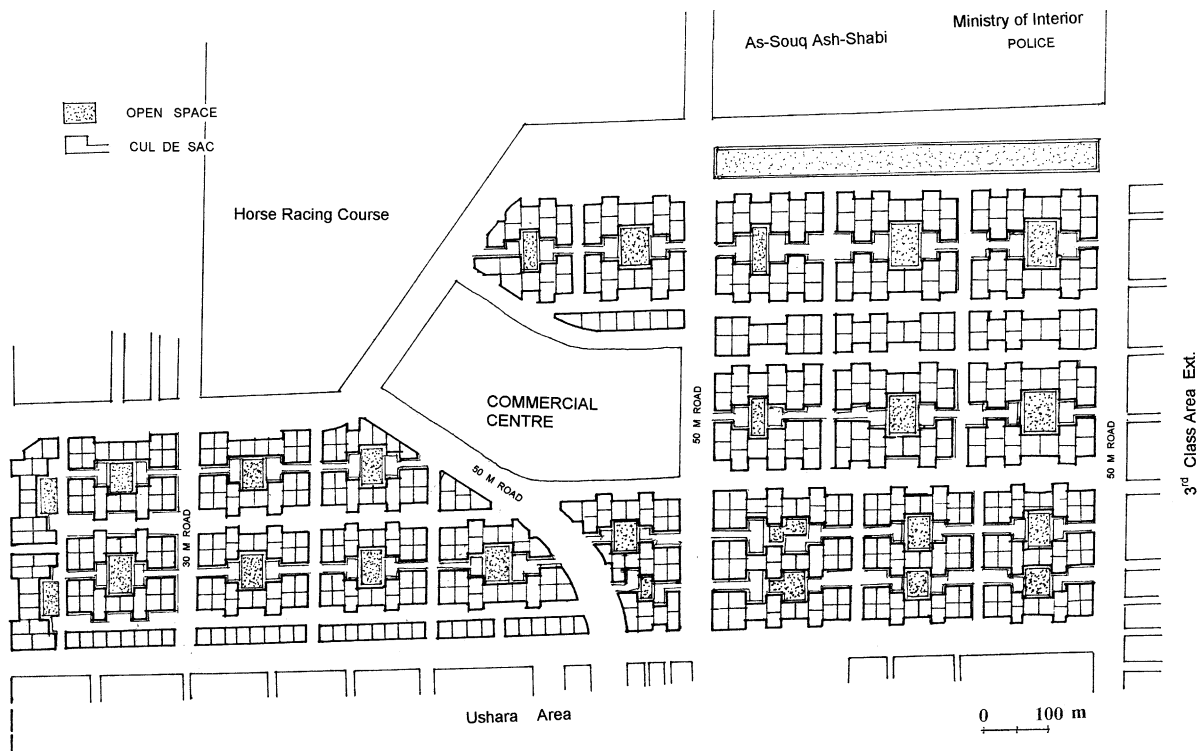 Ministry of Interior
As-Souq Ash-Shabi
POLICE
OPEN SPACE
CUL DE SAC
Horse Racing Course
COMMERCIAL
CENTRE
50 M ROAD
50 M ROAD
3rd Class Area Ext.
50 M ROAD
30 M ROAD
Ushara Area
0 100 m